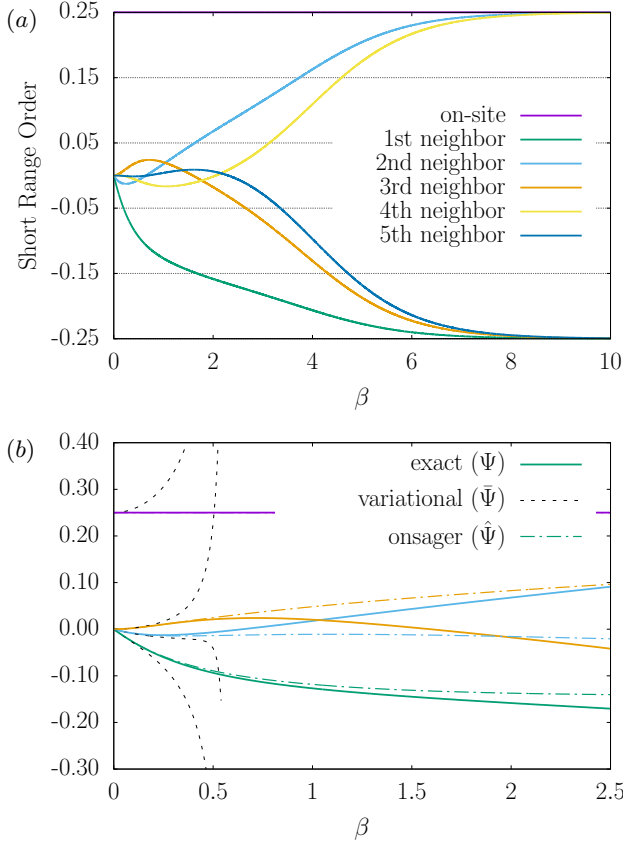 (a)
Short Range Order
0.25
0.15
0.05
-0.05
-0.15
-0.25
on-site
1st neighbor
2nd neighbor
3rd neighbor
4th neighbor
5th neighbor
0 2 4 6 8 10
β
(b)
0.40
0.30
0.20
0.10
0.00
-0.10
-0.20
-0.30
exact (Ψ)
variational (Ψ̄)
onsager (Ψ̂)
0 0.5 1 1.5 2 2.5
β